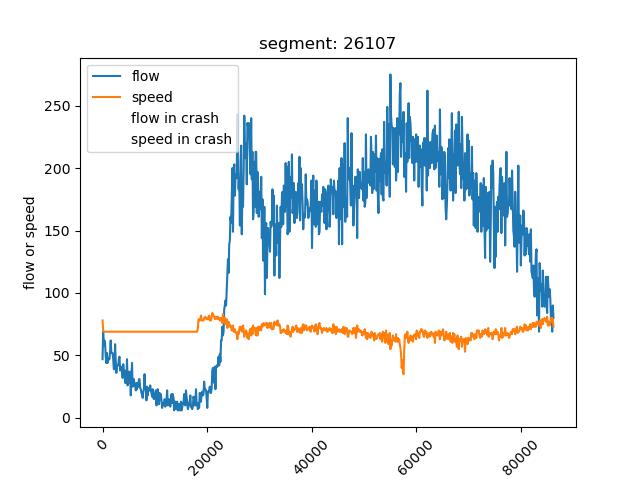 segment: 26107
flow
speed
flow in crash
speed in crash
flow or speed
250
200
150
100
50
0
0
20000
40000
60000
80000